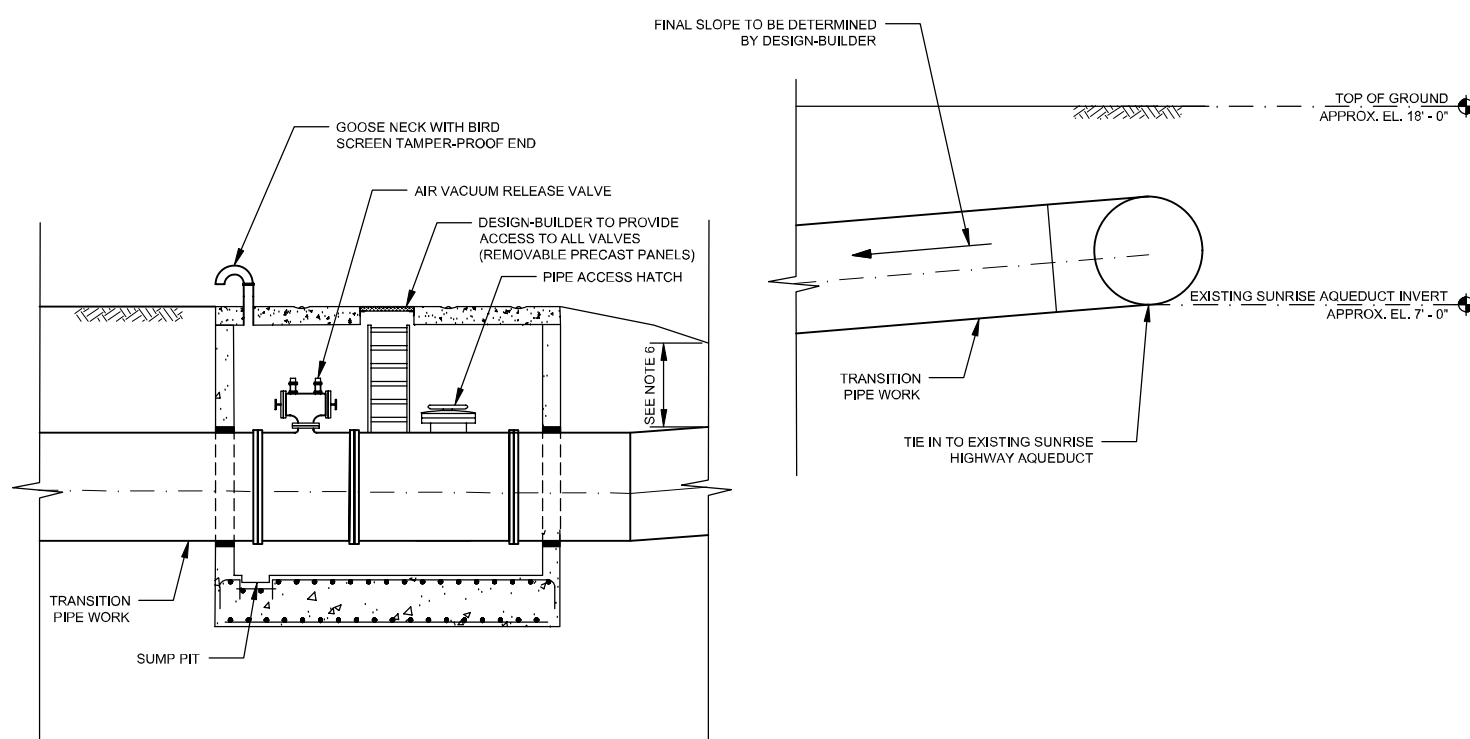 FINAL SLOPE TO BE DETERMINED
BY DESIGN-BUILDER
TOP OF GROUND
APPROX. EL. 18' - 0"
GOOSE NECK WITH BIRD
SCREEN TAMPER-PROOF END
AIR VACUUM RELEASE VALVE
DESIGN-BUILDER TO PROVIDE
ACCESS TO ALL VALVES
(REMOVABLE PRECAST PANELS)
PIPE ACCESS HATCH
EXISTING SUNRISE AQUEDUCT INVERT
APPROX. EL. 7' - 0"
SEE NOTE 6
TRANSITION
PIPE WORK
TIE IN TO EXISTING SUNRISE
HIGHWAY AQUEDUCT
TRANSITION
PIPE WORK
SUMP PIT